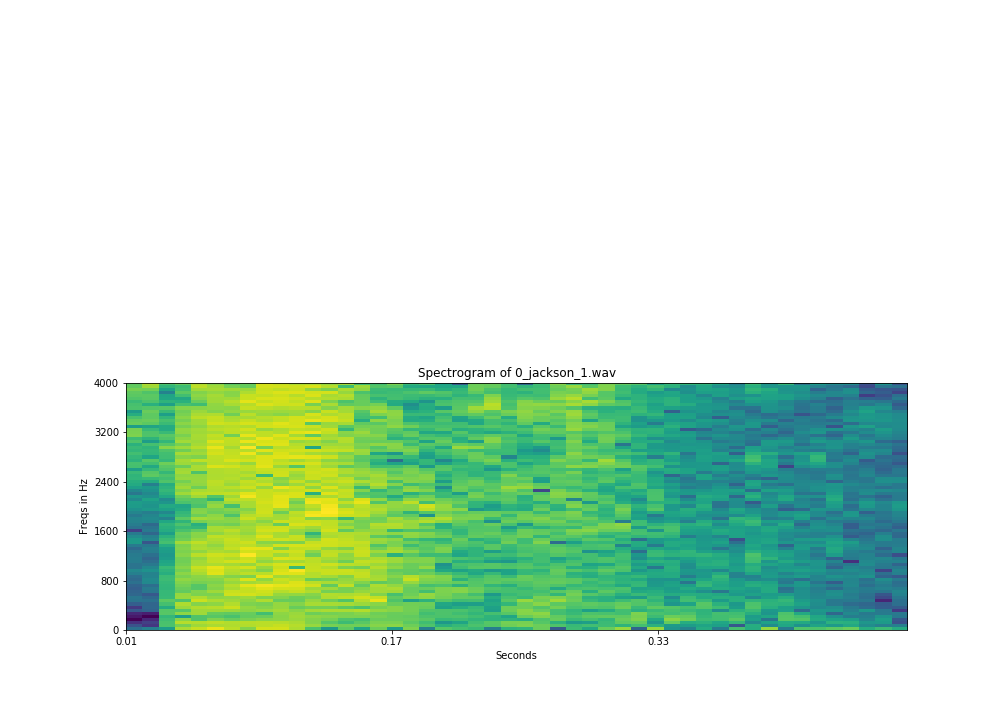 Spectrogram of 0_jackson_1.wav
4000
3200
2400
1600
800
0
Freqs in Hz
0.01 0.17 0.33
Seconds